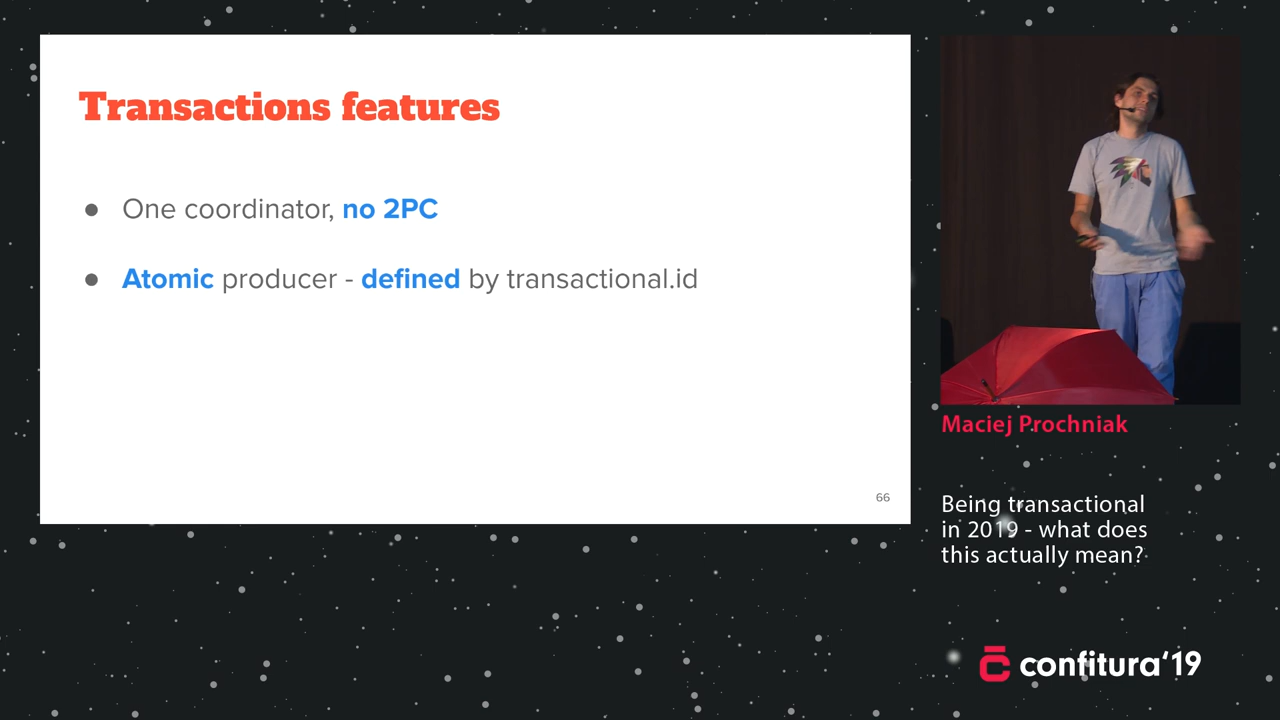 Transactions features
● One coordinator, no 2PC
● Atomic producer - defined by transactional.id
66
Maciej Prochniak
Being transactional
in 2019 - what does
this actually mean?
confitura‘19